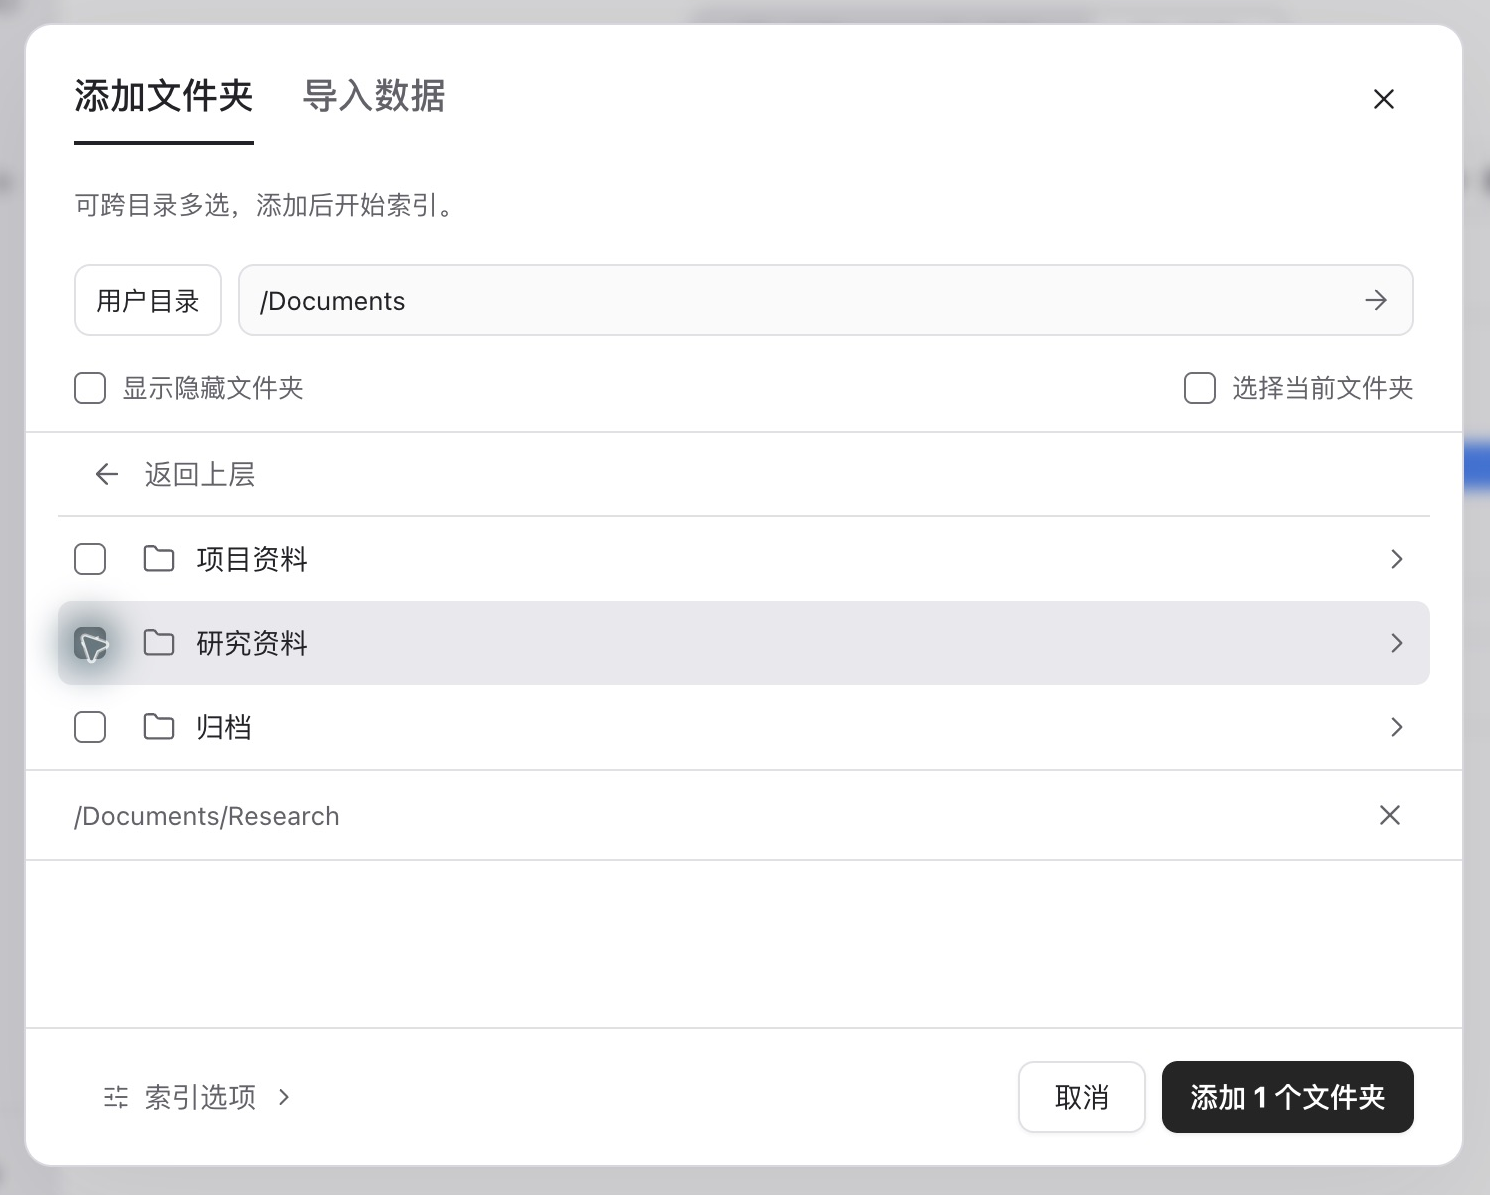 添加文件夹 导入数据
可跨目录多选，添加后开始索引。
用户目录 /Documents
显示隐藏文件夹 选择当前文件夹
返回上层
项目资料
研究资料
归档
/Documents/Research
索引选项 取消 添加 1 个文件夹